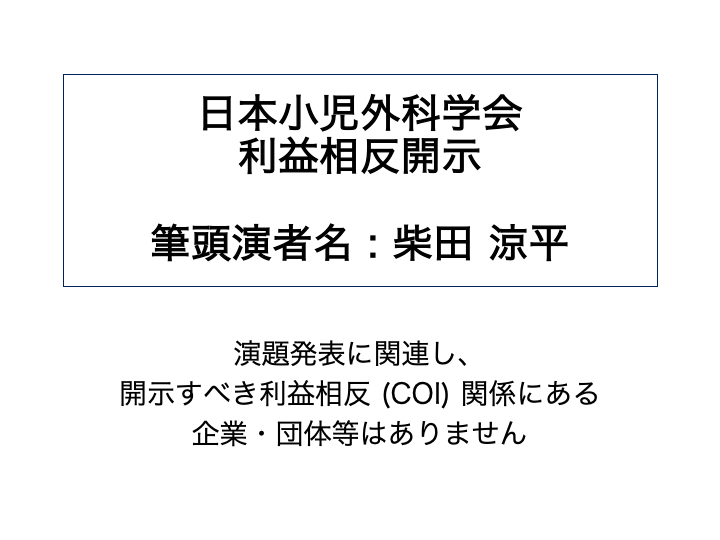 日本小児外科学会
利益相反開示
筆頭演者名：柴田 涼平
演題発表に関連し、
開示すべき利益相反 (COI) 関係にある
企業・団体等はありません